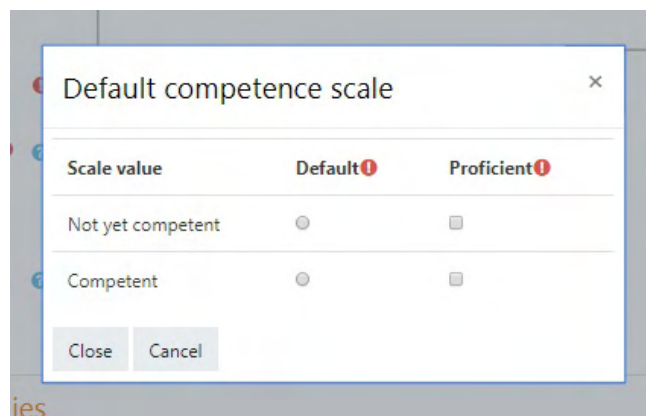 Default competence scale ×
Scale value Default Proficient
Not yet competent
Competent
Close Cancel
ies